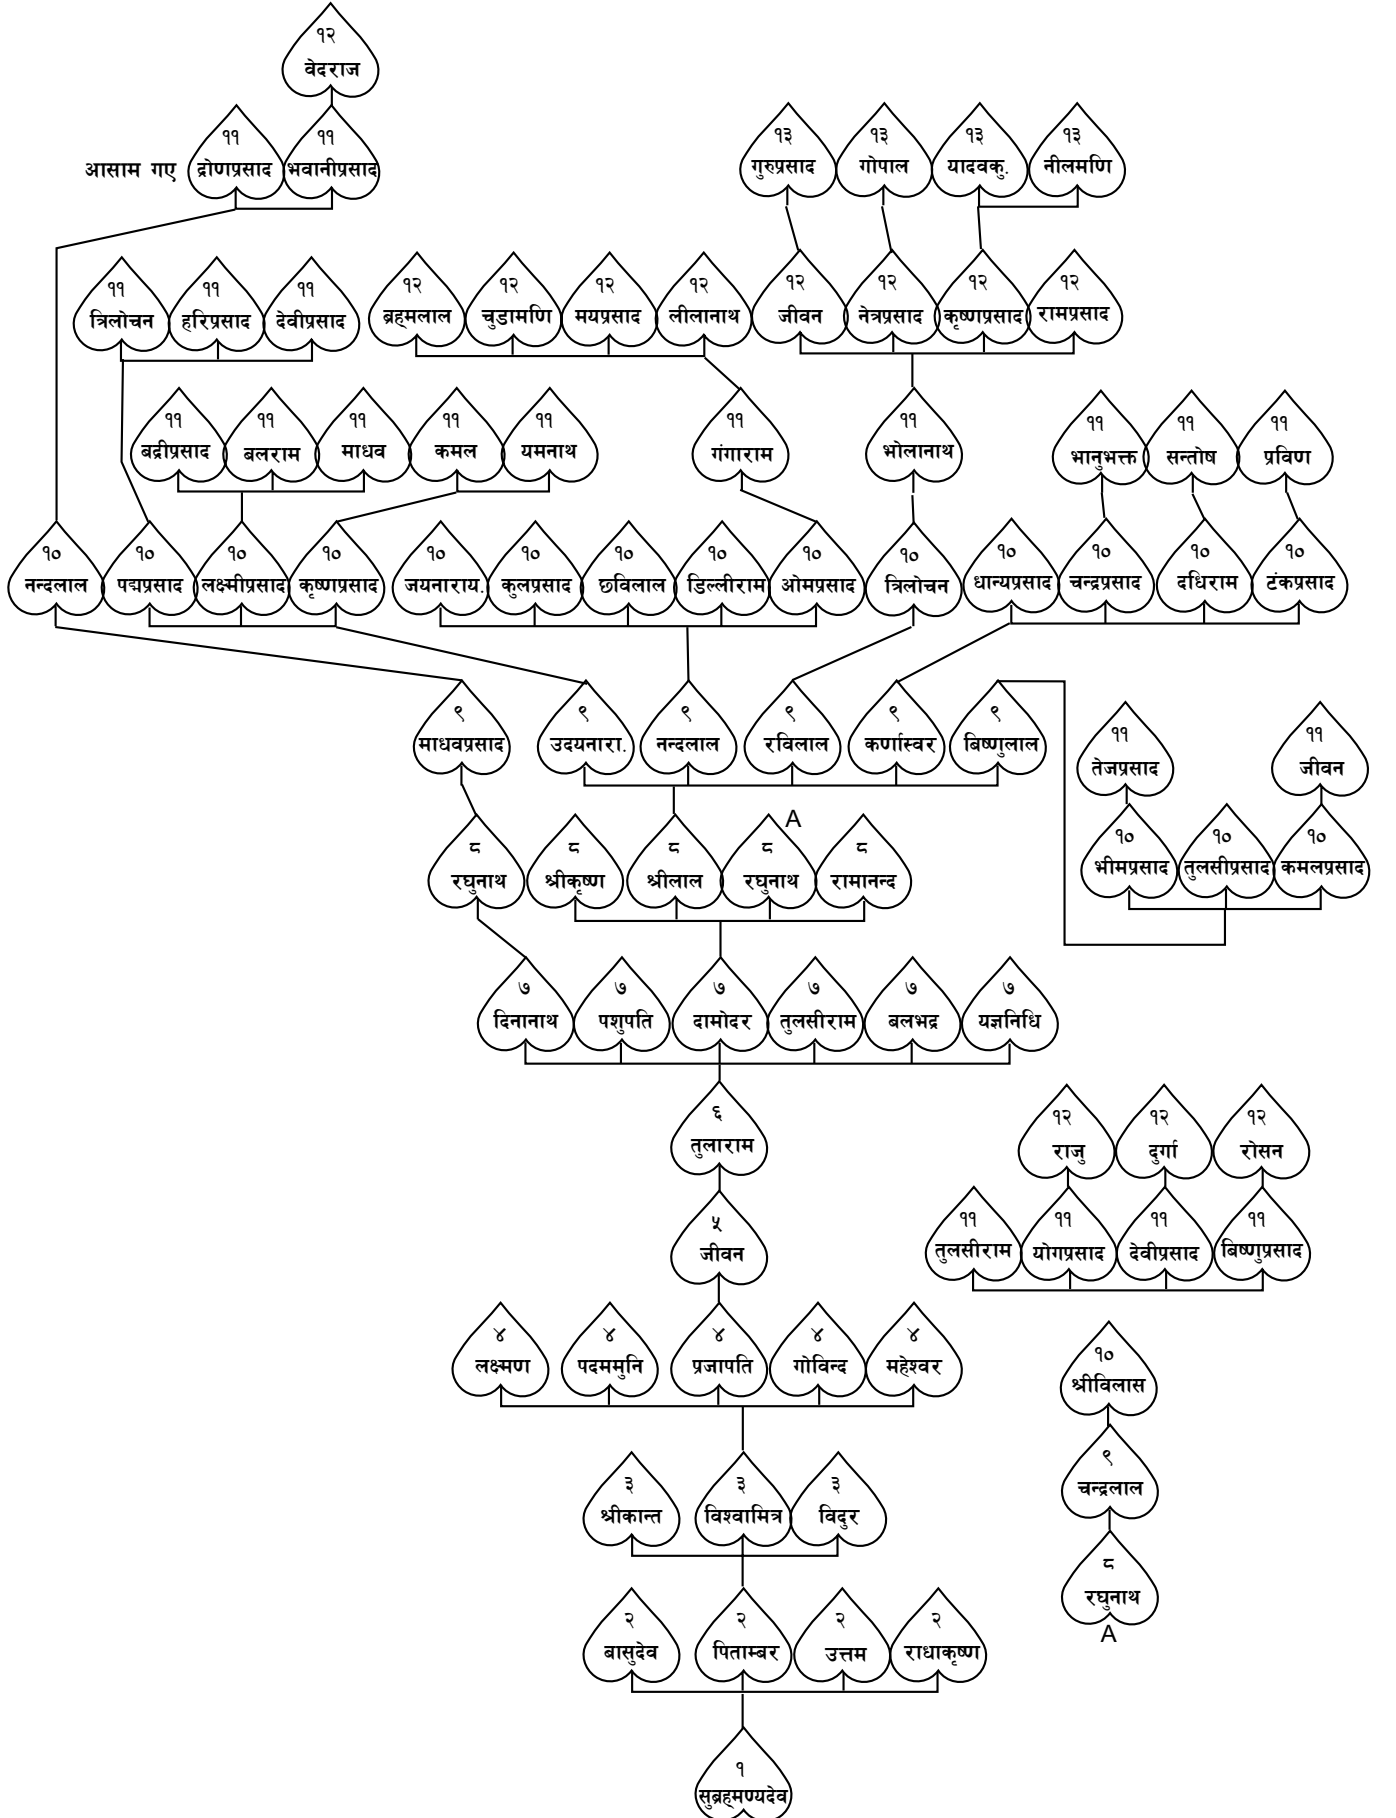 १२
वेदराज
११ ११
आसाम गए द्रोणप्रसाद भवानीप्रसाद
१३ १३ १३ १३
गुरुप्रसाद गोपाल यादवकु. नीलमणि
११ ११ ११ १२ १२ १२ १२ १२ १२ १२ १२
त्रिलोचन हरिप्रसाद देवीप्रसाद ब्रह्मलाल चुडामणि मयप्रसाद लीलानाथ जीवन नेत्रप्रसाद कृष्णप्रसाद रामप्रसाद
११ ११ ११ ११ ११ ११ ११ ११ ११ ११
बद्रीप्रसाद बलराम माधव कमल यमनाथ गंगाराम भोलानाथ भानुभक्त सन्तोष प्रविण
१० १० १० १० १० १० १० १० १० १० १० १० १० १०
नन्दलाल पद्मप्रसाद लक्ष्मीप्रसाद कृष्णप्रसाद जयनाराय. कुलप्रसाद छविलाल डिल्लीराम ओमप्रसाद त्रिलोचन धान्यप्रसाद चन्द्रप्रसाद दधिराम टंकप्रसाद
९ ९ ९ ९ ९ ९
माधवप्रसाद उदयनारा. नन्दलाल रविलाल कर्णास्वर बिष्णुलाल
११ ११
तेजप्रसाद जीवन
A
८ ८ ८ ८ ८
रघुनाथ श्रीकृष्ण श्रीलाल रघुनाथ रामानन्द
१० १० १०
भीमप्रसाद तुलसीप्रसाद कमलप्रसाद
७ ७ ७ ७ ७ ७
दिनानाथ पशुपति दामोदर तुलसीराम बलभद्र यज्ञनिधि
६
तुलाराम
१२ १२ १२
राजु दुर्गा रोसन
५
जीवन
११ ११ ११ ११
तुलसीराम योगप्रसाद देवीप्रसाद बिष्णुप्रसाद
४ ४ ४ ४ ४
लक्ष्मण पदममुनि प्रजापति गोविन्द महेश्वर
१०
श्रीविलास
३ ३ ३
श्रीकान्त विश्वामित्र विदुर
९
चन्द्रलाल
८
रघुनाथ
A
२ २ २ २
बासुदेव पिताम्बर उत्तम राधाकृष्ण
१
सुब्रह्मण्यदेव